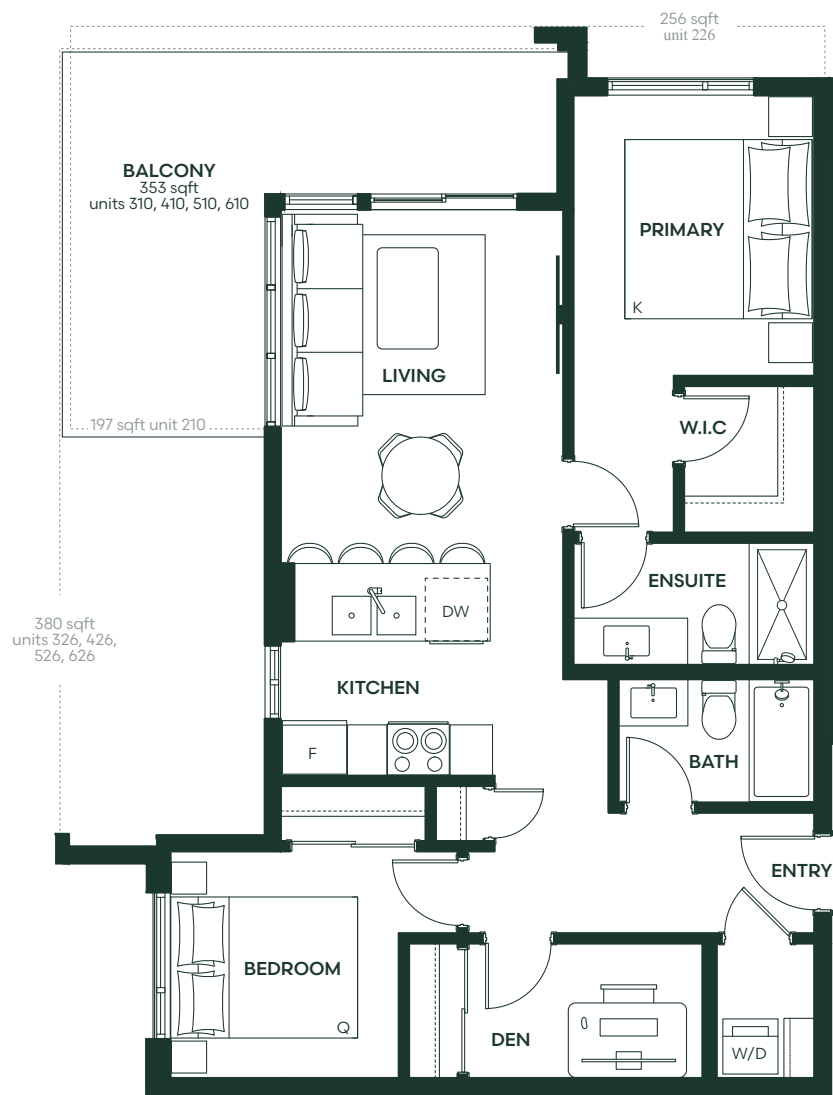 256 sqft
unit 226
BALCONY
353 sqft
units 310, 410, 510, 610
PRIMARY
K
LIVING
197 sqft unit 210
W.I.C
ENSUITE
DW
380 sqft
units 326, 426,
526, 626
KITCHEN
F
BATH
ENTRY
BEDROOM
Q
DEN
W/D